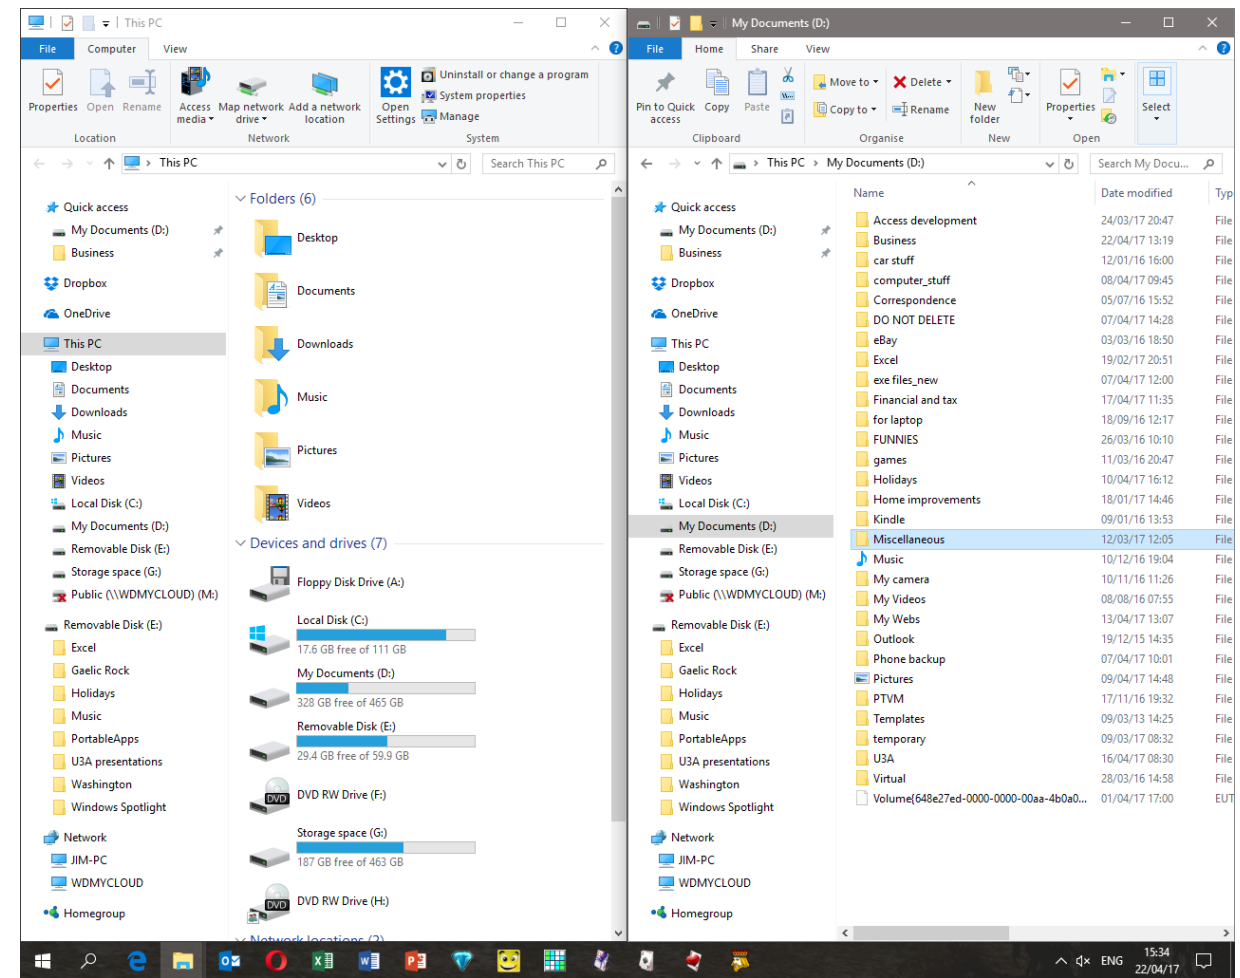 This PC
File Computer View
Properties Open Rename Access media Map network drive Add a network location Open Settings Uninstall or change a program
System properties
Manage
Location Network System
This PC Search This PC
Quick access
My Documents (D:)
Business
Dropbox
OneDrive
This PC
Desktop
Documents
Downloads
Music
Pictures
Videos
Local Disk (C:)
My Documents (D:)
Removable Disk (E:)
Storage space (G:)
Public (\\WDMYCLOUD) (M:)
Removable Disk (E:)
Excel
Gaelic Rock
Holidays
Music
PortableApps
U3A presentations
Washington
Windows Spotlight
Network
JIM-PC
WDMYCLOUD
Homegroup
Folders (6)
Desktop
Documents
Downloads
Music
Pictures
Videos
Devices and drives (7)
Floppy Disk Drive (A:)
Local Disk (C:)
17.6 GB free of 111 GB
My Documents (D:)
328 GB free of 465 GB
Removable Disk (E:)
29.4 GB free of 59.9 GB
DVD
DVD RW Drive (F:)
Storage space (G:)
187 GB free of 463 GB
DVD
DVD RW Drive (H:)
Network locations (2)
My Documents (D:)
File Home Share View
Pin to Quick access Copy Paste Move to Copy to Delete Rename New folder Properties Select
Clipboard Organise New Open
This PC My Documents (D:) Search My Docu...
Quick access
My Documents (D:)
Business
Dropbox
OneDrive
This PC
Desktop
Documents
Downloads
Music
Pictures
Videos
Local Disk (C:)
My Documents (D:)
Removable Disk (E:)
Storage space (G:)
Public (\\WDMYCLOUD) (M:)
Removable Disk (E:)
Excel
Gaelic Rock
Holidays
Music
PortableApps
U3A presentations
Washington
Windows Spotlight
Network
JIM-PC
WDMYCLOUD
Homegroup
Name Date modified Typ
Access development 24/03/17 20:47 File
Business 22/04/17 13:19 File
car stuff 12/01/16 16:00 File
computer_stuff 08/04/17 09:45 File
Correspondence 05/07/16 15:52 File
DO NOT DELETE 07/04/17 14:28 File
eBay 03/03/16 18:50 File
Excel 19/02/17 20:51 File
exe files_new 07/04/17 12:00 File
Financial and tax 17/04/17 11:35 File
for laptop 18/09/16 12:17 File
FUNNIES 26/03/16 10:10 File
games 11/03/16 20:47 File
Holidays 10/04/17 16:12 File
Home improvements 18/01/17 14:46 File
Kindle 09/01/16 13:53 File
Miscellaneous 12/03/17 12:05 File
Music 10/12/16 19:04 File
My camera 10/11/16 11:26 File
My Videos 08/08/16 07:55 File
My Webs 13/04/17 13:07 File
Outlook 19/12/15 14:35 File
Phone backup 07/04/17 10:01 File
Pictures 09/04/17 14:48 File
PTVM 17/11/16 19:32 File
Templates 09/03/13 14:25 File
temporary 09/03/17 08:32 File
U3A 16/04/17 08:30 File
Virtual 28/03/16 14:58 File
Volume{648e27ed-0000-0000-00aa-4b0a0... 01/04/17 17:00 EUT
ENG 15:34
22/04/17